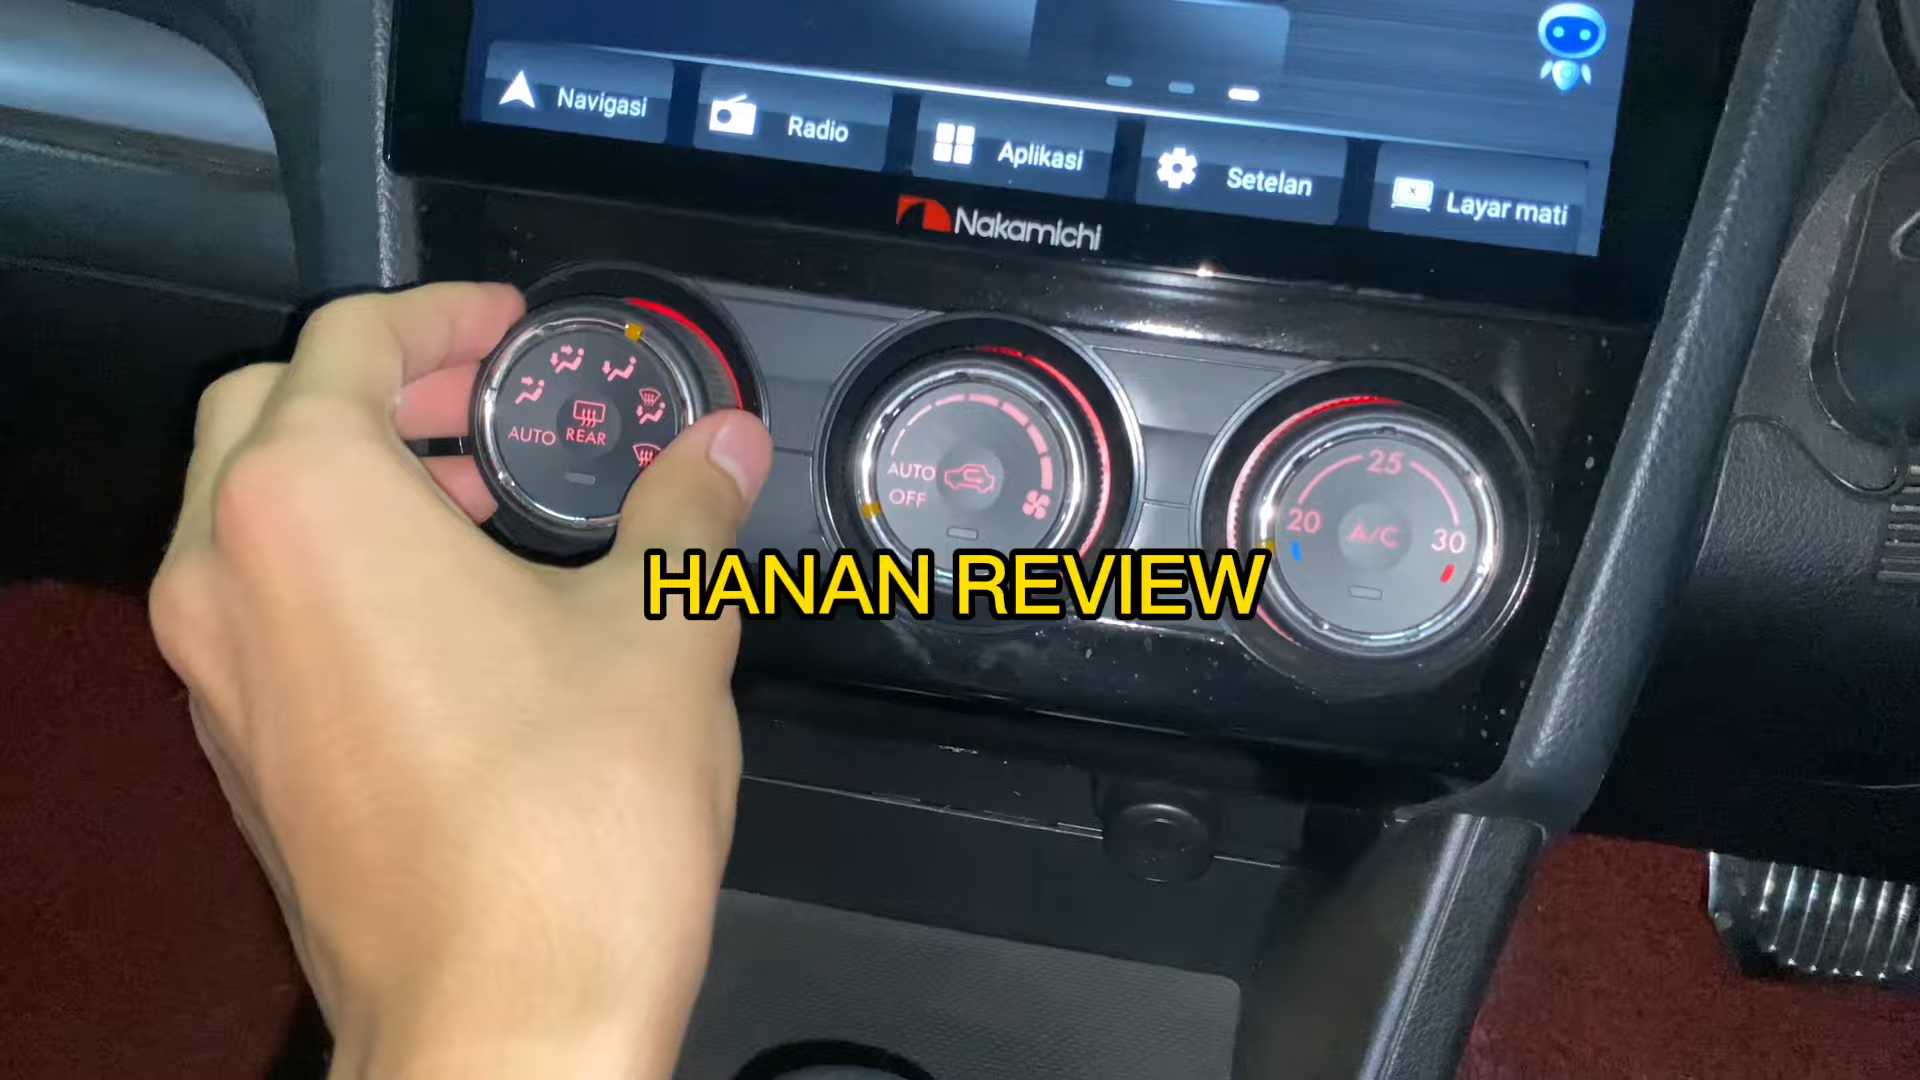 Navigasi
Radio
Aplikasi
Setelan
Layar mati
Nakamichi
AUTO
REAR
AUTO
OFF
25
20
A/C
30
HANAN REVIEW